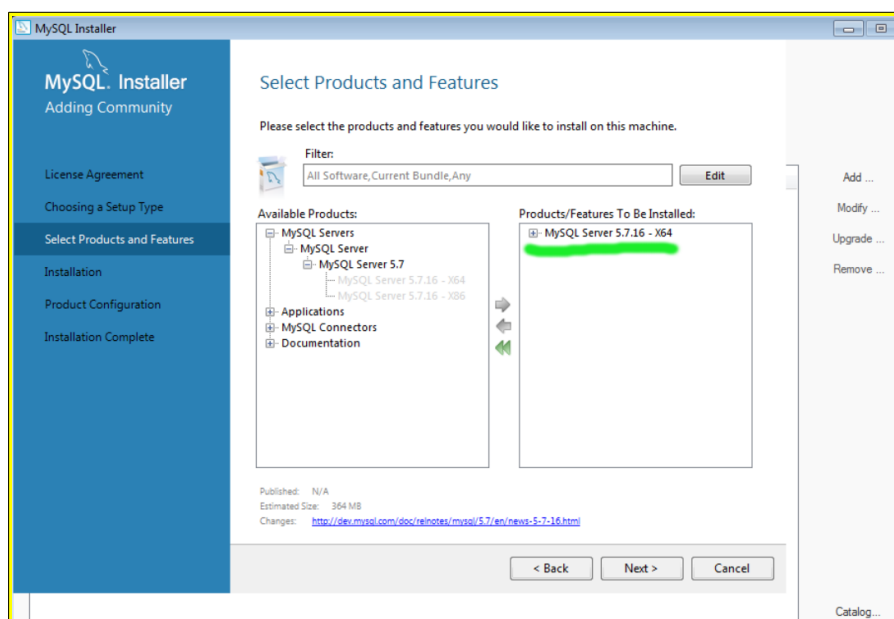 MySQL Installer
MySQL. Installer
Adding Community
License Agreement
Choosing a Setup Type
Select Products and Features
Installation
Product Configuration
Installation Complete
Select Products and Features
Please select the products and features you would like to install on this machine.
Filter:
All Software,Current Bundle,Any
Edit
Available Products:
MySQL Servers
MySQL Server
MySQL Server 5.7
MySQL Server 5.7.16 - X64
MySQL Server 5.7.16 - X86
Applications
MySQL Connectors
Documentation
Products/Features To Be Installed:
MySQL Server 5.7.16 - X64
Published: N/A
Estimated Size: 364 MB
Changes: http://dev.mysql.com/doc/relnotes/mysql/5.7/en/news-5-7-16.html
< Back
Next >
Cancel
Add ...
Modify ...
Upgrade ...
Remove ...
Catalog...